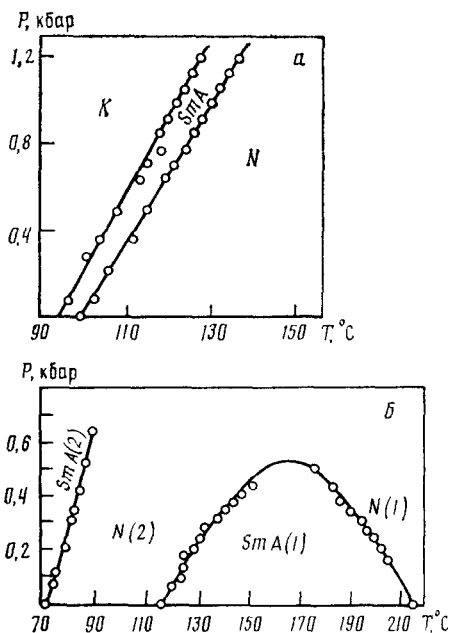 P, кбар
а
1,2
K
SmA
0,8
N
0,4
90 110 130 150 T,°C
P, кбар
б
0,6
SmA(2)
0,4
N(2)
SmA(1)
N(1)
0,2
70 90 110 130 150 170 190 T,°C